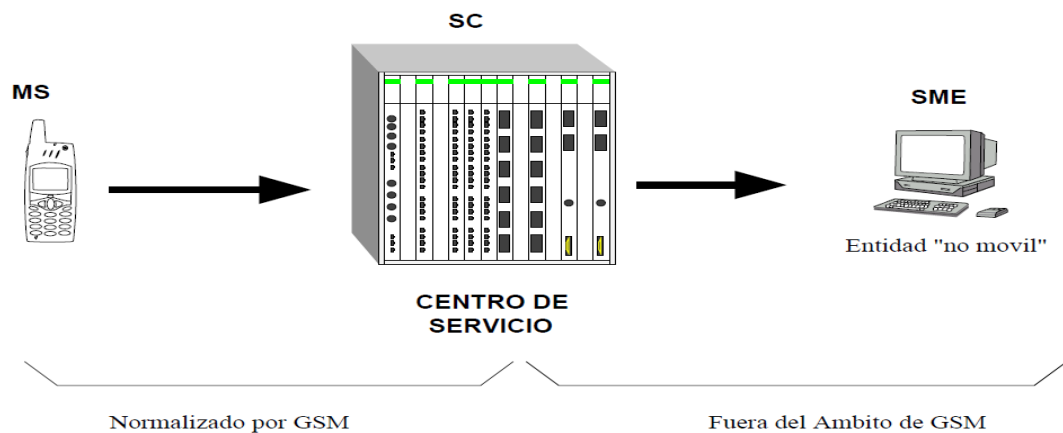 SC
MS
SME
Entidad "no movil"
CENTRO DE
SERVICIO
Normalizado por GSM
Fuera del Ambito de GSM